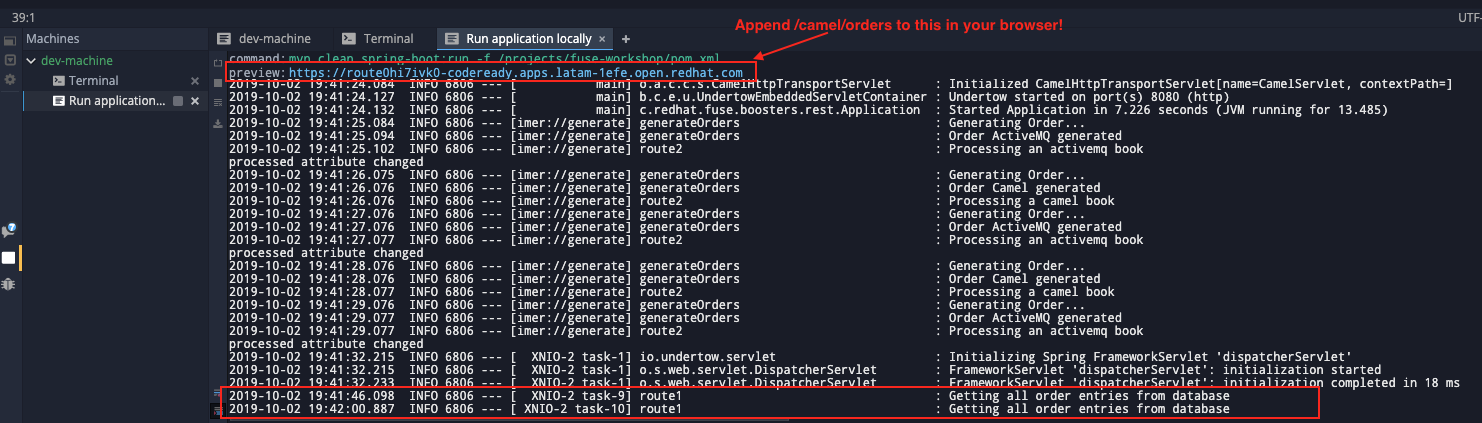 39:1
UTF-
Append /camel/orders to this in your browser!
Machines
dev-machine
Terminal
Run application locally ×
+
dev-machine
Terminal ×
Run application... ×
command: mvn clean spring-boot:run -f /projects/fuse-workshop/pom.xml
preview: https://route0hi7ivk0-codeready.apps.latam-1efe.open.redhat.com
2019-10-02 19:41:24.084 INFO 6806 --- [ main] o.a.c.c.s.CamelHttpTransportServlet : Initialized CamelHttpTransportServlet[name=CamelServlet, contextPath=]
2019-10-02 19:41:24.127 INFO 6806 --- [ main] b.c.e.u.UndertowEmbeddedServletContainer : Undertow started on port(s) 8080 (http)
2019-10-02 19:41:24.132 INFO 6806 --- [ main] c.redhat.fuse.boosters.rest.Application : Started Application in 7.226 seconds (JVM running for 13.485)
2019-10-02 19:41:25.084 INFO 6806 --- [imer://generate] generateOrders : Generating Order...
2019-10-02 19:41:25.094 INFO 6806 --- [imer://generate] generateOrders : Order ActiveMQ generated
2019-10-02 19:41:25.102 INFO 6806 --- [imer://generate] route2 : Processing an activemq book
processed attribute changed
2019-10-02 19:41:26.075 INFO 6806 --- [imer://generate] generateOrders : Generating Order...
2019-10-02 19:41:26.076 INFO 6806 --- [imer://generate] generateOrders : Order Camel generated
2019-10-02 19:41:26.076 INFO 6806 --- [imer://generate] route2 : Processing a camel book
2019-10-02 19:41:27.076 INFO 6806 --- [imer://generate] generateOrders : Generating Order...
2019-10-02 19:41:27.076 INFO 6806 --- [imer://generate] generateOrders : Order ActiveMQ generated
2019-10-02 19:41:27.077 INFO 6806 --- [imer://generate] route2 : Processing an activemq book
processed attribute changed
2019-10-02 19:41:28.076 INFO 6806 --- [imer://generate] generateOrders : Generating Order...
2019-10-02 19:41:28.076 INFO 6806 --- [imer://generate] generateOrders : Order Camel generated
2019-10-02 19:41:28.077 INFO 6806 --- [imer://generate] route2 : Processing a camel book
2019-10-02 19:41:29.076 INFO 6806 --- [imer://generate] generateOrders : Generating Order...
2019-10-02 19:41:29.077 INFO 6806 --- [imer://generate] generateOrders : Order ActiveMQ generated
2019-10-02 19:41:29.077 INFO 6806 --- [imer://generate] route2 : Processing an activemq book
processed attribute changed
2019-10-02 19:41:32.215 INFO 6806 --- [ XNIO-2 task-1] io.undertow.servlet : Initializing Spring FrameworkServlet 'dispatcherServlet'
2019-10-02 19:41:32.215 INFO 6806 --- [ XNIO-2 task-1] o.s.web.servlet.DispatcherServlet : FrameworkServlet 'dispatcherServlet': initialization started
2019-10-02 19:41:32.233 INFO 6806 --- [ XNIO-2 task-1] o.s.web.servlet.DispatcherServlet : FrameworkServlet 'dispatcherServlet': initialization completed in 18 ms
2019-10-02 19:41:46.098 INFO 6806 --- [ XNIO-2 task-9] route1 : Getting all order entries from database
2019-10-02 19:42:00.887 INFO 6806 --- [ XNIO-2 task-10] route1 : Getting all order entries from database